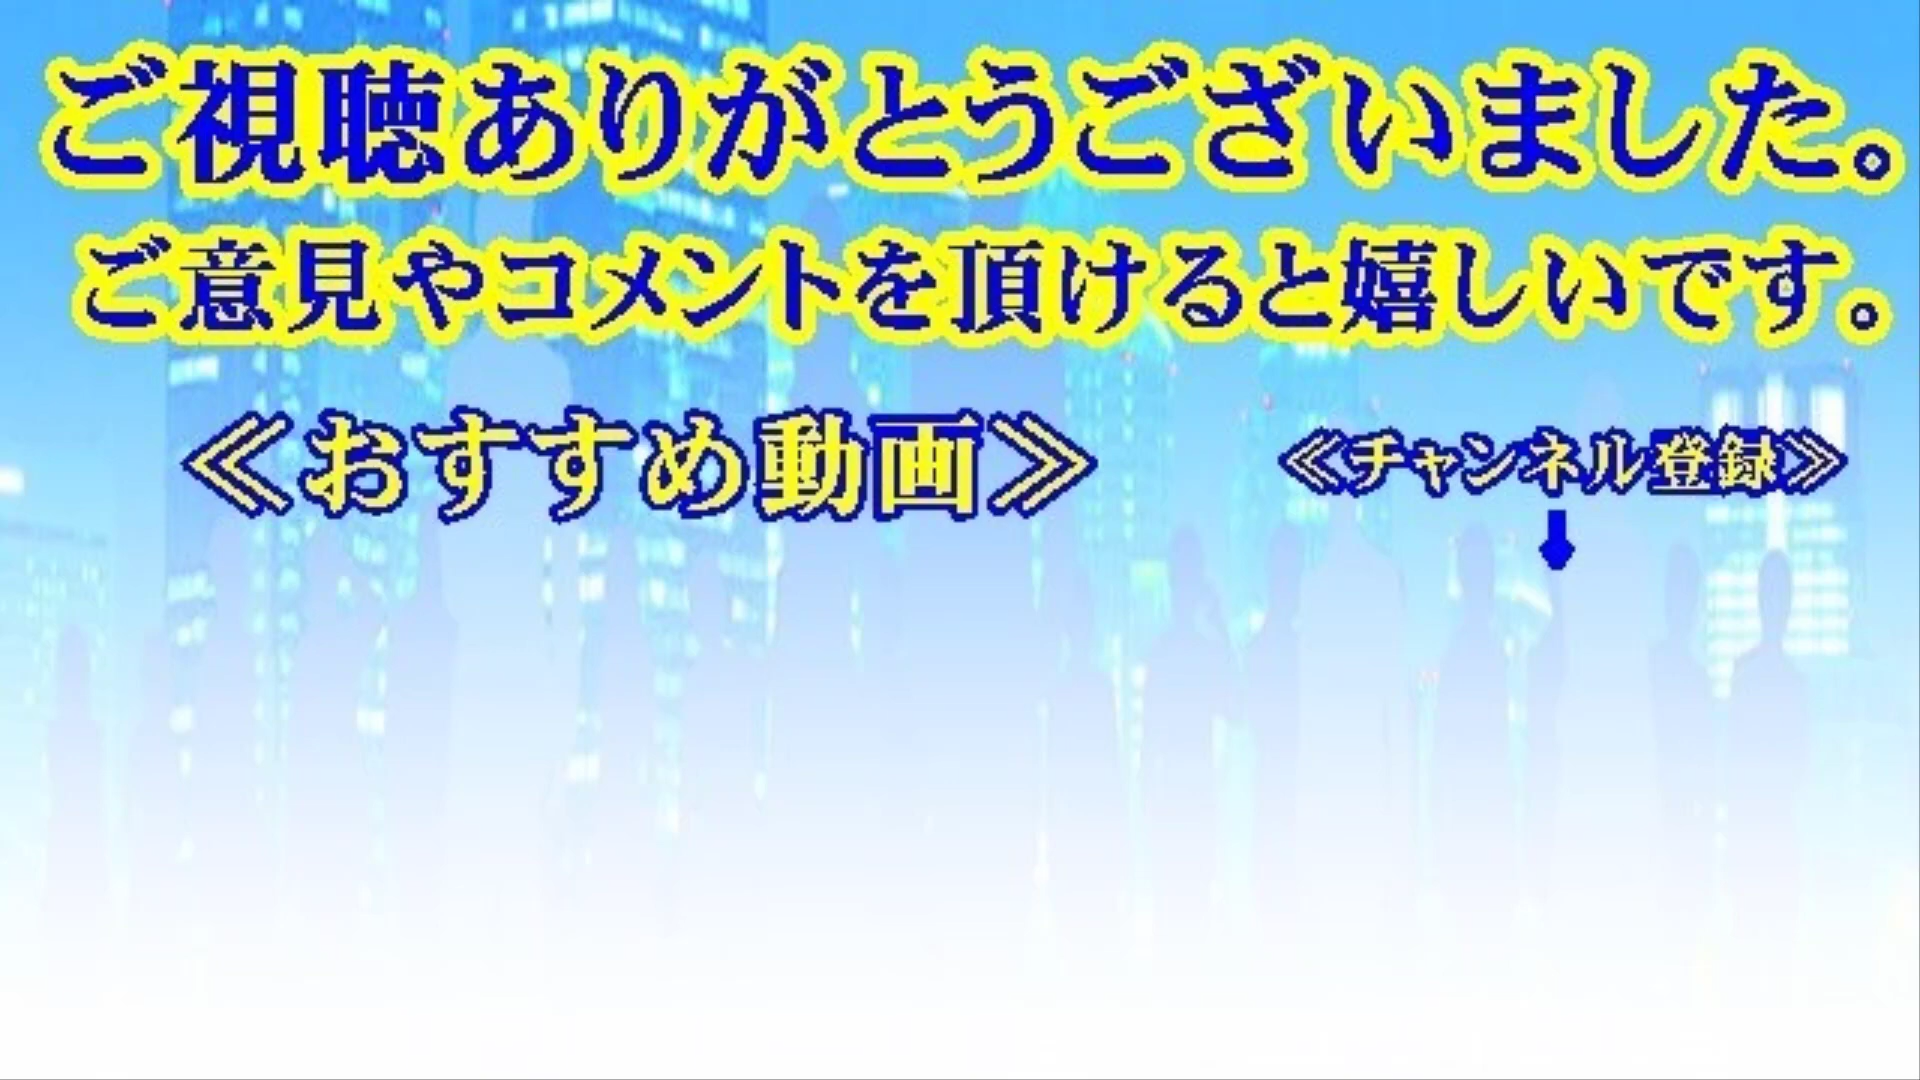 ご視聴ありがとうございました。
ご意見やコメントを頂けると嬉しいです。
≪おすすめ動画≫
≪チャンネル登録≫